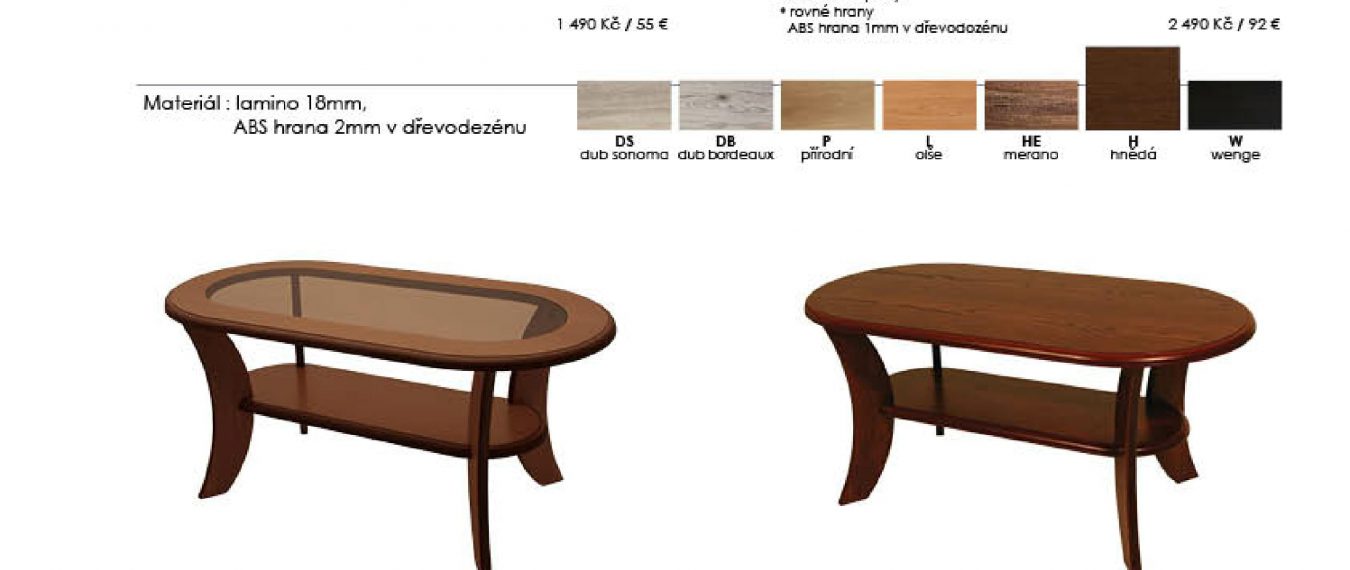 * rovné hrany
1 490 Kč / 55 €
ABS hrana 1mm v dřevodozénu
2 490 Kč / 92 €
Materiál : lamino 18mm,
ABS hrana 2mm v dřevodezénu
DS DB P L HE H W
dub sonoma dub bordeaux přírodní olše merano hnědá wenge